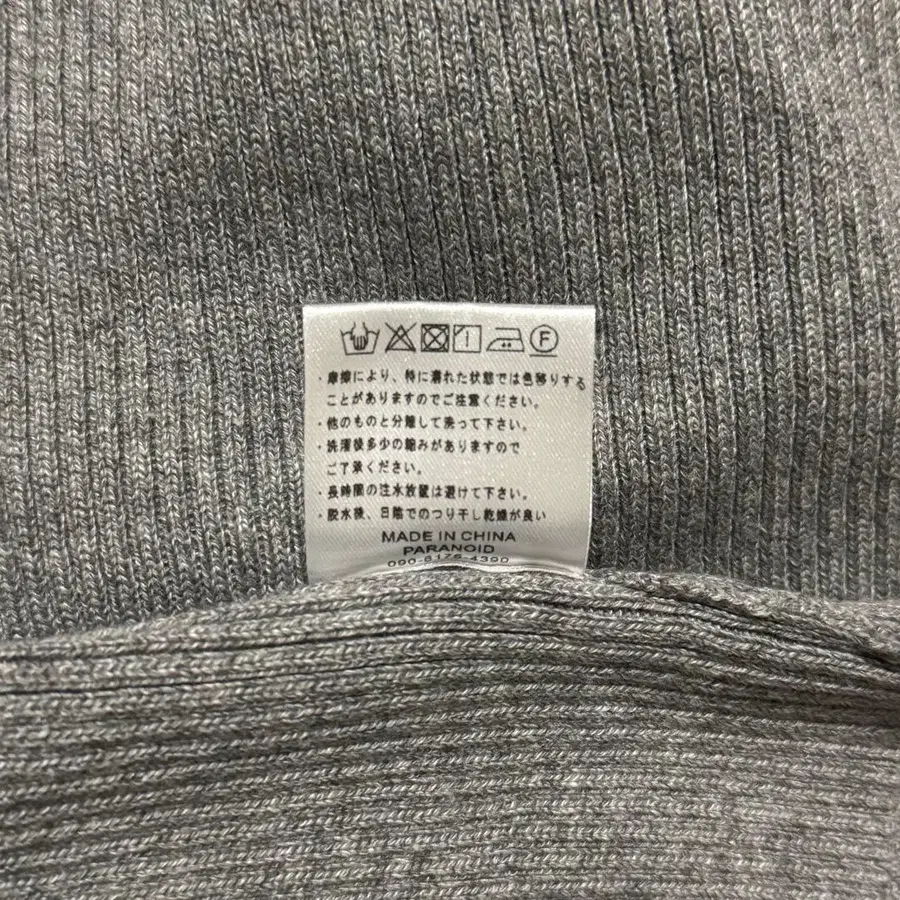 F
・摩擦により、特に濡れた状態では色移りする
ことがありますのでご注意ください。
・他のものと分離して洗って下さい。
・洗濯後多少の縮みがありますので
ご了承ください。
・長時間の注水放置は避けて下さい。
・脱水後、日陰でのつり干し乾燥が良い
MADE IN CHINA
PARANOID
090-6176-4390